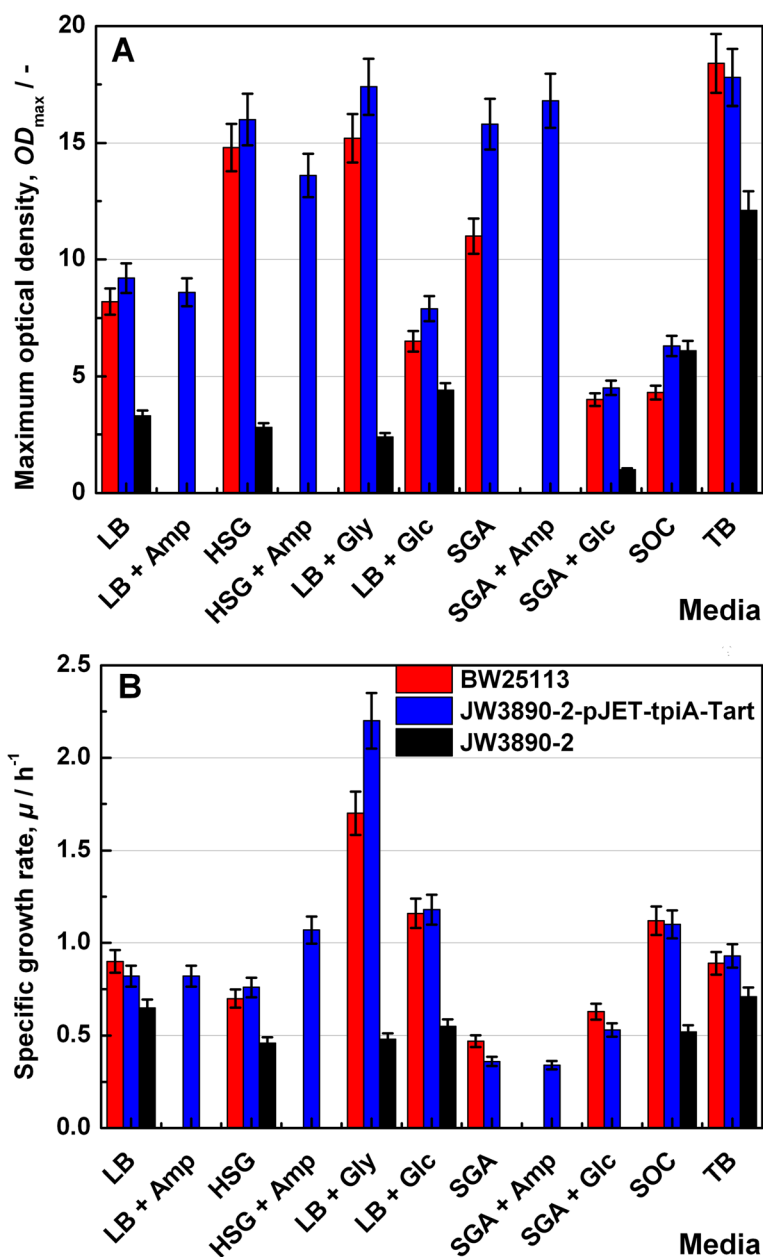 A
Maximum optical density, OD_max / -
20
15
10
5
0
LB
LB + Amp
HSG
HSG + Amp
LB + Gly
LB + Glc
SGA
SGA + Amp
SGA + Glc
SOC
TB
Media
B
BW25113
JW3890-2-pJET-tpiA-Tart
JW3890-2
Specific growth rate, μ / h⁻¹
2.5
2.0
1.5
1.0
0.5
0.0
LB
LB + Amp
HSG
HSG + Amp
LB + Gly
LB + Glc
SGA
SGA + Amp
SGA + Glc
SOC
TB
Media